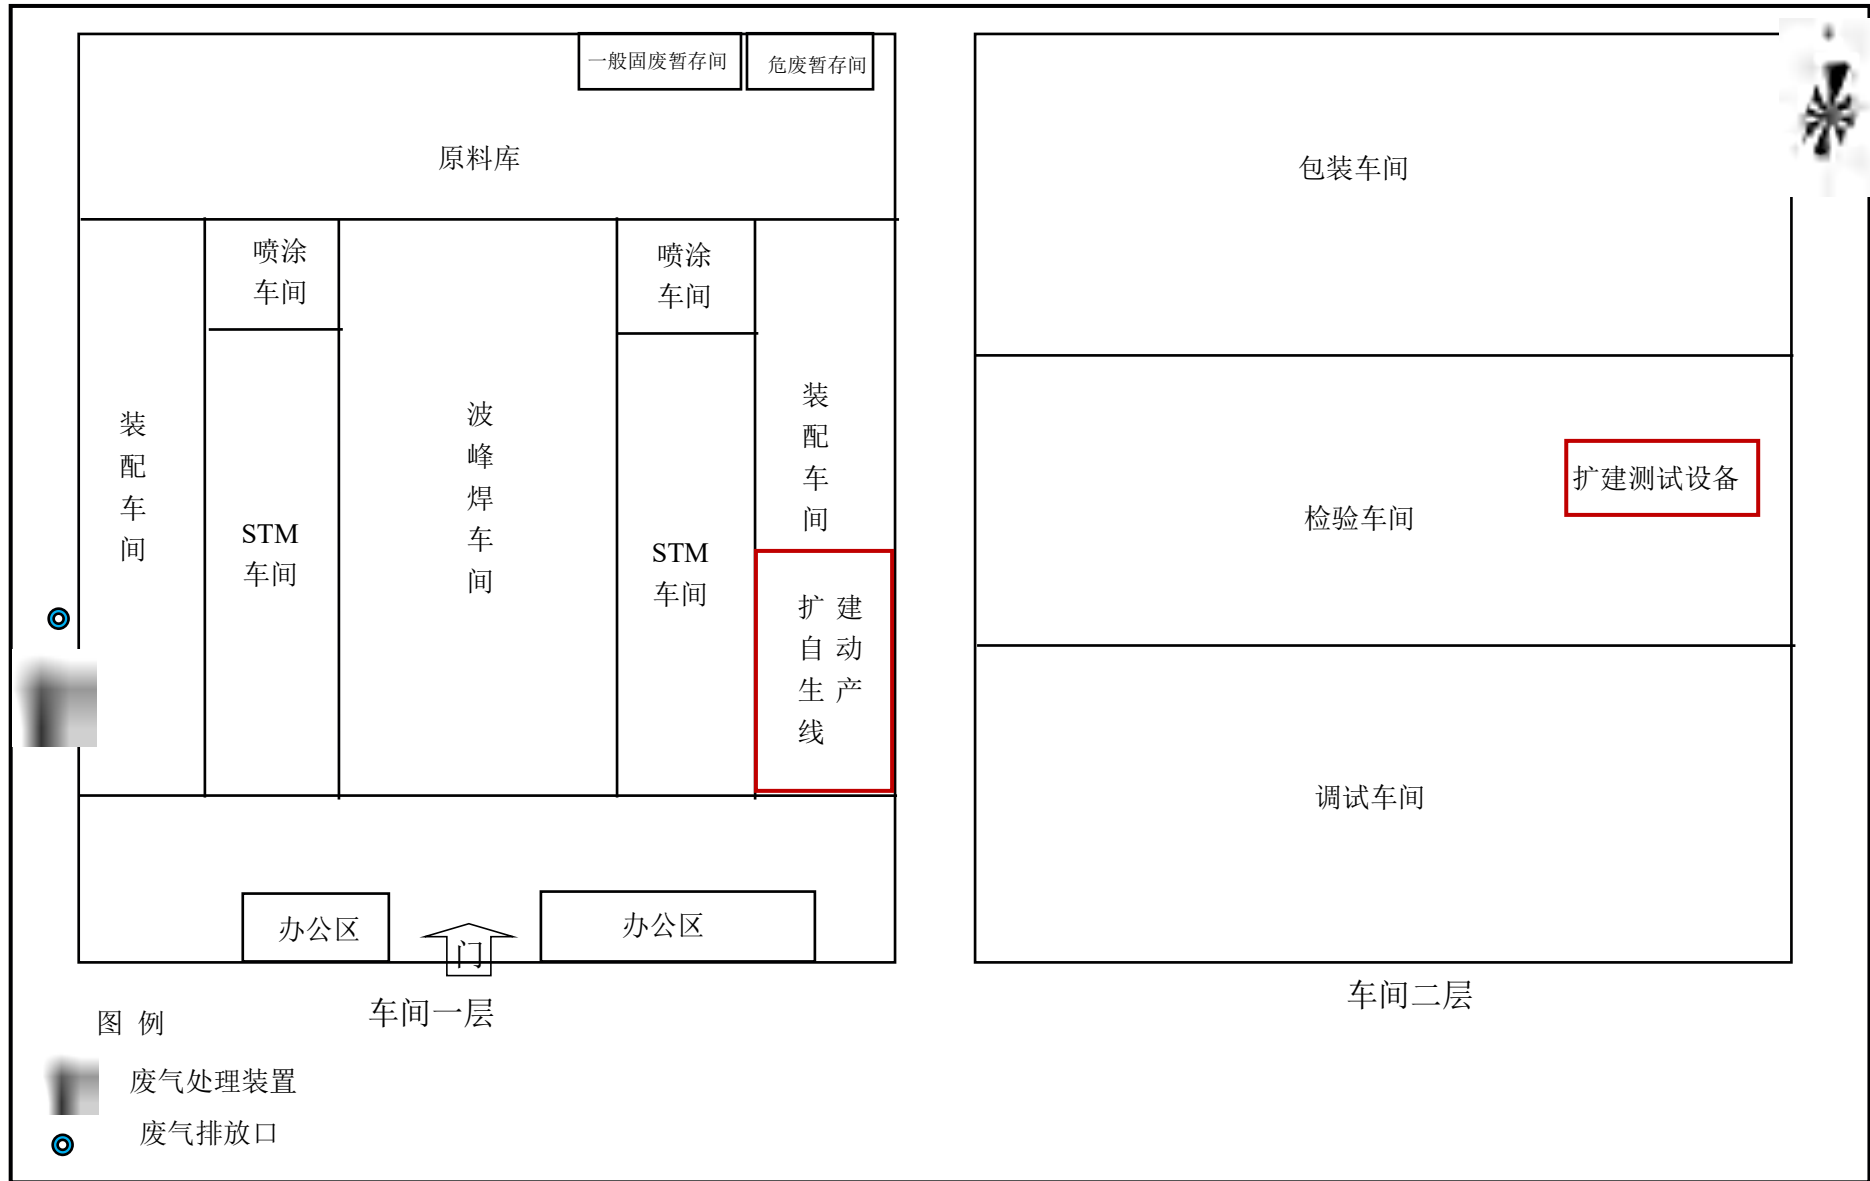 一般固废暂存间
危废暂存间
原料库
喷涂
车间
喷涂
车间
装
配
车
间
STM
车间
波
峰
焊
车
间
STM
车间
装
配
车
间
扩 建
自 动
生 产
线
办公区
门
办公区
车间一层
包装车间
扩建测试设备
检验车间
调试车间
车间二层
图 例
废气处理装置
废气排放口